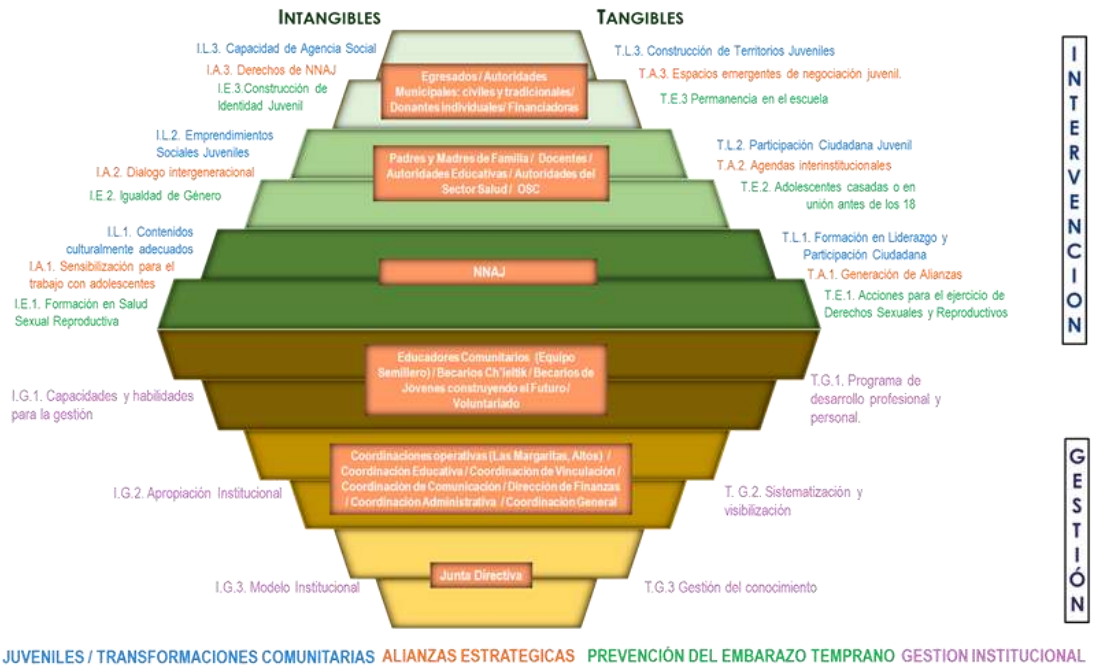 INTANGIBLES
TANGIBLES
I.L.3. Capacidad de Agencia Social
I.A.3. Derechos de NNAJ
I.E.3.Construcción de
Identidad Juvenil
Egresados / Autoridades
Municipales: civiles y tradicionales/
Donantes individuales/ Financiadoras
T.L.3. Construcción de Territorios Juveniles
T.A.3. Espacios emergentes de negociación juvenil.
T.E.3 Permanencia en el escuela
I.L.2. Emprendimientos
Sociales Juveniles
I.A.2. Dialogo intergeneracional
I.E.2. Igualdad de Género
Padres y Madres de Familia / Docentes /
Autoridades Educativas / Autoridades del
Sector Salud / OSC
T.L.2. Participación Ciudadana Juvenil
T.A.2. Agendas interinstitucionales
T.E.2. Adolescentes casadas o en
unión antes de los 18
I.L.1. Contenidos
culturalmente adecuados
I.A.1. Sensibilización para el
trabajo con adolescentes
I.E.1. Formación en Salud
Sexual Reproductiva
NNAJ
T.L.1. Formación en Liderazgo y
Participación Ciudadana
T.A.1. Generación de Alianzas
T.E.1. Acciones para el ejercicio de
Derechos Sexuales y Reproductivos
INTERVENCION
I.G.1. Capacidades y habilidades
para la gestión
Educadores Comunitarios (Equipo
Semillero) / Becarios Ch'ieltik / Becarios de
Jóvenes construyendo el Futuro/
Voluntariado
T.G.1. Programa de
desarrollo profesional y
personal.
I.G.2. Apropiación Institucional
Coordinaciones operativas (Las Margaritas, Altos) /
Coordinación Educativa / Coordinación de Vinculación /
Coordinación de Comunicación / Dirección de Finanzas
/ Coordinación Administrativa / Coordinación General
T. G.2. Sistematización y
visibilización
I.G.3. Modelo Institucional
Junta Directiva
T.G.3 Gestión del conocimiento
GESTIÓN
JUVENILES / TRANSFORMACIONES COMUNITARIAS ALIANZAS ESTRATEGICAS PREVENCIÓN DEL EMBARAZO TEMPRANO GESTION INSTITUCIONAL